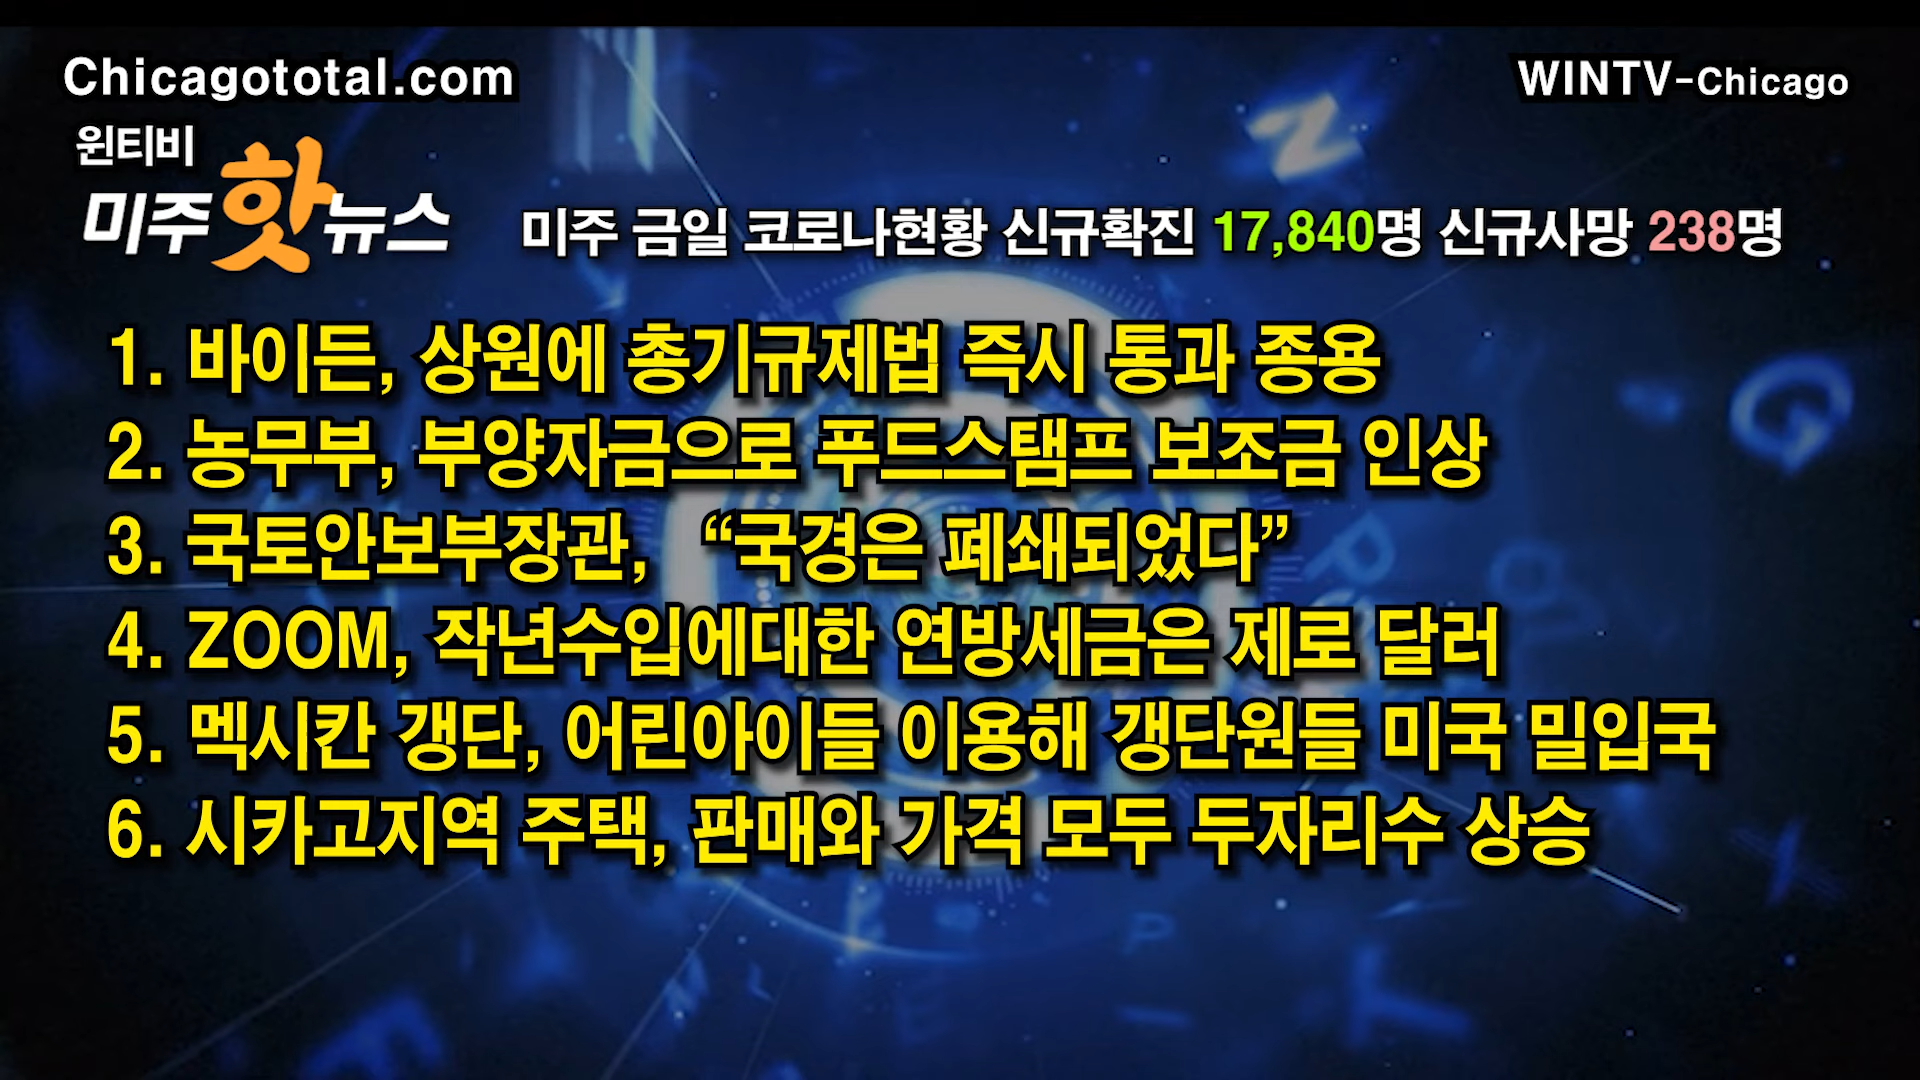 Chicagototal.com
WINTV-Chicago
윈티비
미주 핫뉴스
미주 금일 코로나현황 신규확진 17,840명 신규사망 238명
1. 바이든, 상원에 총기규제법 즉시 통과 종용
2. 농무부, 부양자금으로 푸드스탬프 보조금 인상
3. 국토안보부장관, “국경은 폐쇄되었다”
4. ZOOM, 작년수입에대한 연방세금은 제로 달러
5. 멕시칸 갱단, 어린아이들 이용해 갱단원들 미국 밀입국
6. 시카고지역 주택, 판매와 가격 모두 두자리수 상승